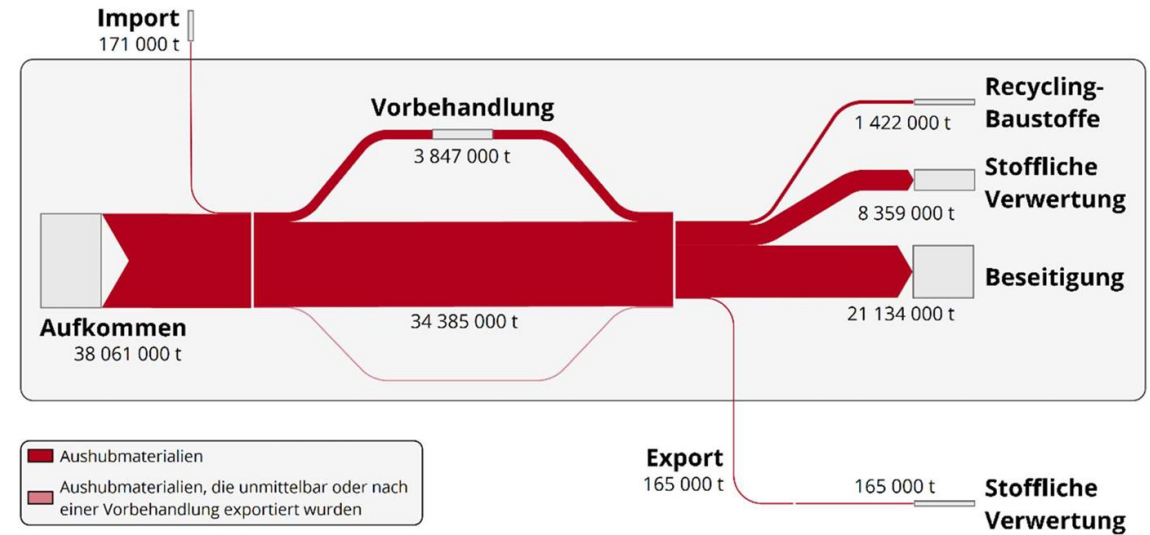 Import
171 000 t
Vorbehandlung
3 847 000 t
Recycling-
Baustoffe
1 422 000 t
Stoffliche
Verwertung
8 359 000 t
Beseitigung
21 134 000 t
34 385 000 t
Aufkommen
38 061 000 t
Aushubmaterialien
Aushubmaterialien, die unmittelbar oder nach
einer Vorbehandlung exportiert wurden
Export
165 000 t
165 000 t
Stoffliche
Verwertung